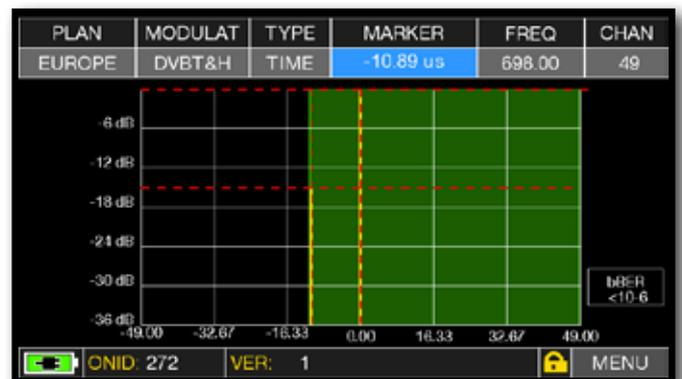 PLAN MODULAT TYPE MARKER FREQ CHAN
EUROPE DVBT&H TIME -10.89 us 698.00 49
-6 dB
-12 dB
-18 dB
-24 dB
-30 dB
-36 dB
bBER
<10-6
-49.00 -32.67 -16.33 0.00 16.33 32.67 49.00
ONID: 272 VER: 1 MENU